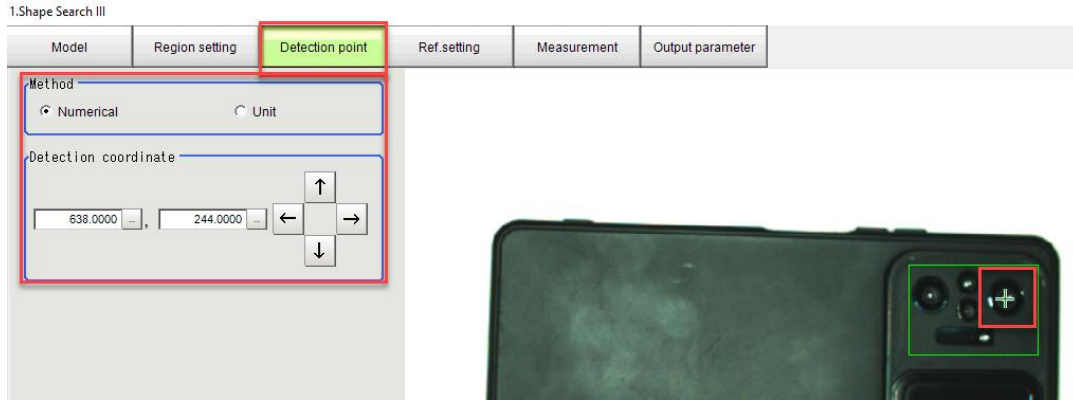 1.Shape Search III
Model Region setting Detection point Ref.setting Measurement Output parameter
Method
Numerical Unit
Detection coordinate
638.0000 ... , 244.0000 ...